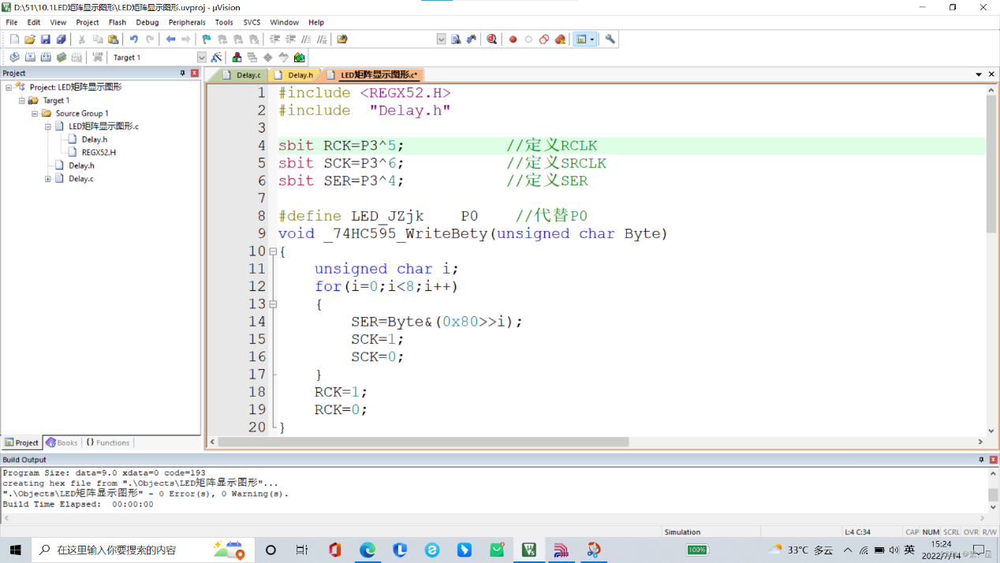 D:\51\10.1LED矩阵显示图形\LED矩阵显示图形.uvproj - µVision
File Edit View Project Flash Debug Peripherals Tools SVCS Window Help
Target 1
Project
Project: LED矩阵显示图形
Target 1
Source Group 1
LED矩阵显示图形.c
Delay.h
REGX52.H
Delay.h
Delay.c
Project Books {} Functions
Delay.c Delay.h LED矩阵显示图形.c*
1 #include <REGX52.H>
2 #include  "Delay.h"
3
4 sbit RCK=P3^5; //定义RCLK
5 sbit SCK=P3^6; //定义SRCLK
6 sbit SER=P3^4; //定义SER
7
8 #define LED_JZjk P0 //代替P0
9 void _74HC595_WriteBety(unsigned char Byte)
10 {
11 unsigned char i;
12 for(i=0;i<8;i++)
13 {
14 SER=Byte&(0x80>>i);
15 SCK=1;
16 SCK=0;
17 }
18 RCK=1;
19 RCK=0;
20 }
Build Output
Program Size: data=9.0 xdata=0 code=193
creating hex file from ".\Objects\LED矩阵显示图形"...
".\Objects\LED矩阵显示图形" - 0 Error(s), 0 Warning(s).
Build Time Elapsed:  00:00:00
Simulation L:4 C:34 CAP NUM SCRL OVR R/W
在这里输入你要搜索的内容
100%
33°C 多云
英
15:24
2022/7/14